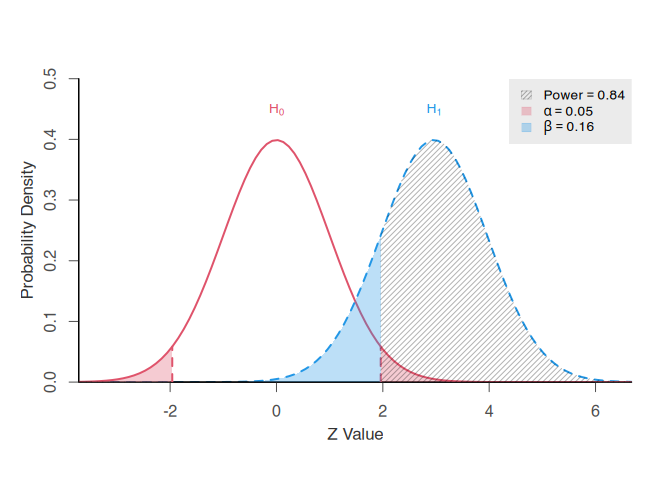 H0
H1
Power = 0.84
α = 0.05
β = 0.16
Probability Density
0.0 0.1 0.2 0.3 0.4 0.5
-2 0 2 4 6
Z Value